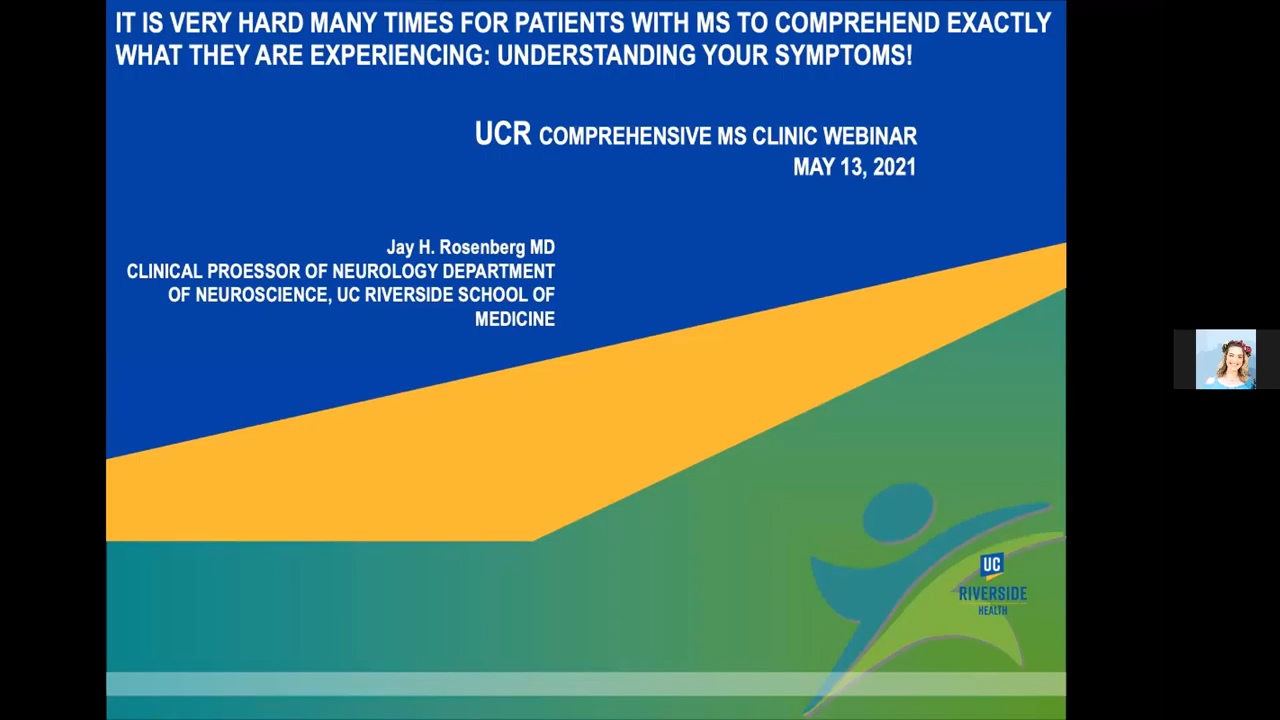 IT IS VERY HARD MANY TIMES FOR PATIENTS WITH MS TO COMPREHEND EXACTLY
WHAT THEY ARE EXPERIENCING: UNDERSTANDING YOUR SYMPTOMS!
UCR COMPREHENSIVE MS CLINIC WEBINAR
MAY 13, 2021
Jay H. Rosenberg MD
CLINICAL PROESSOR OF NEUROLOGY DEPARTMENT
OF NEUROSCIENCE, UC RIVERSIDE SCHOOL OF
MEDICINE
UC
RIVERSIDE
HEALTH